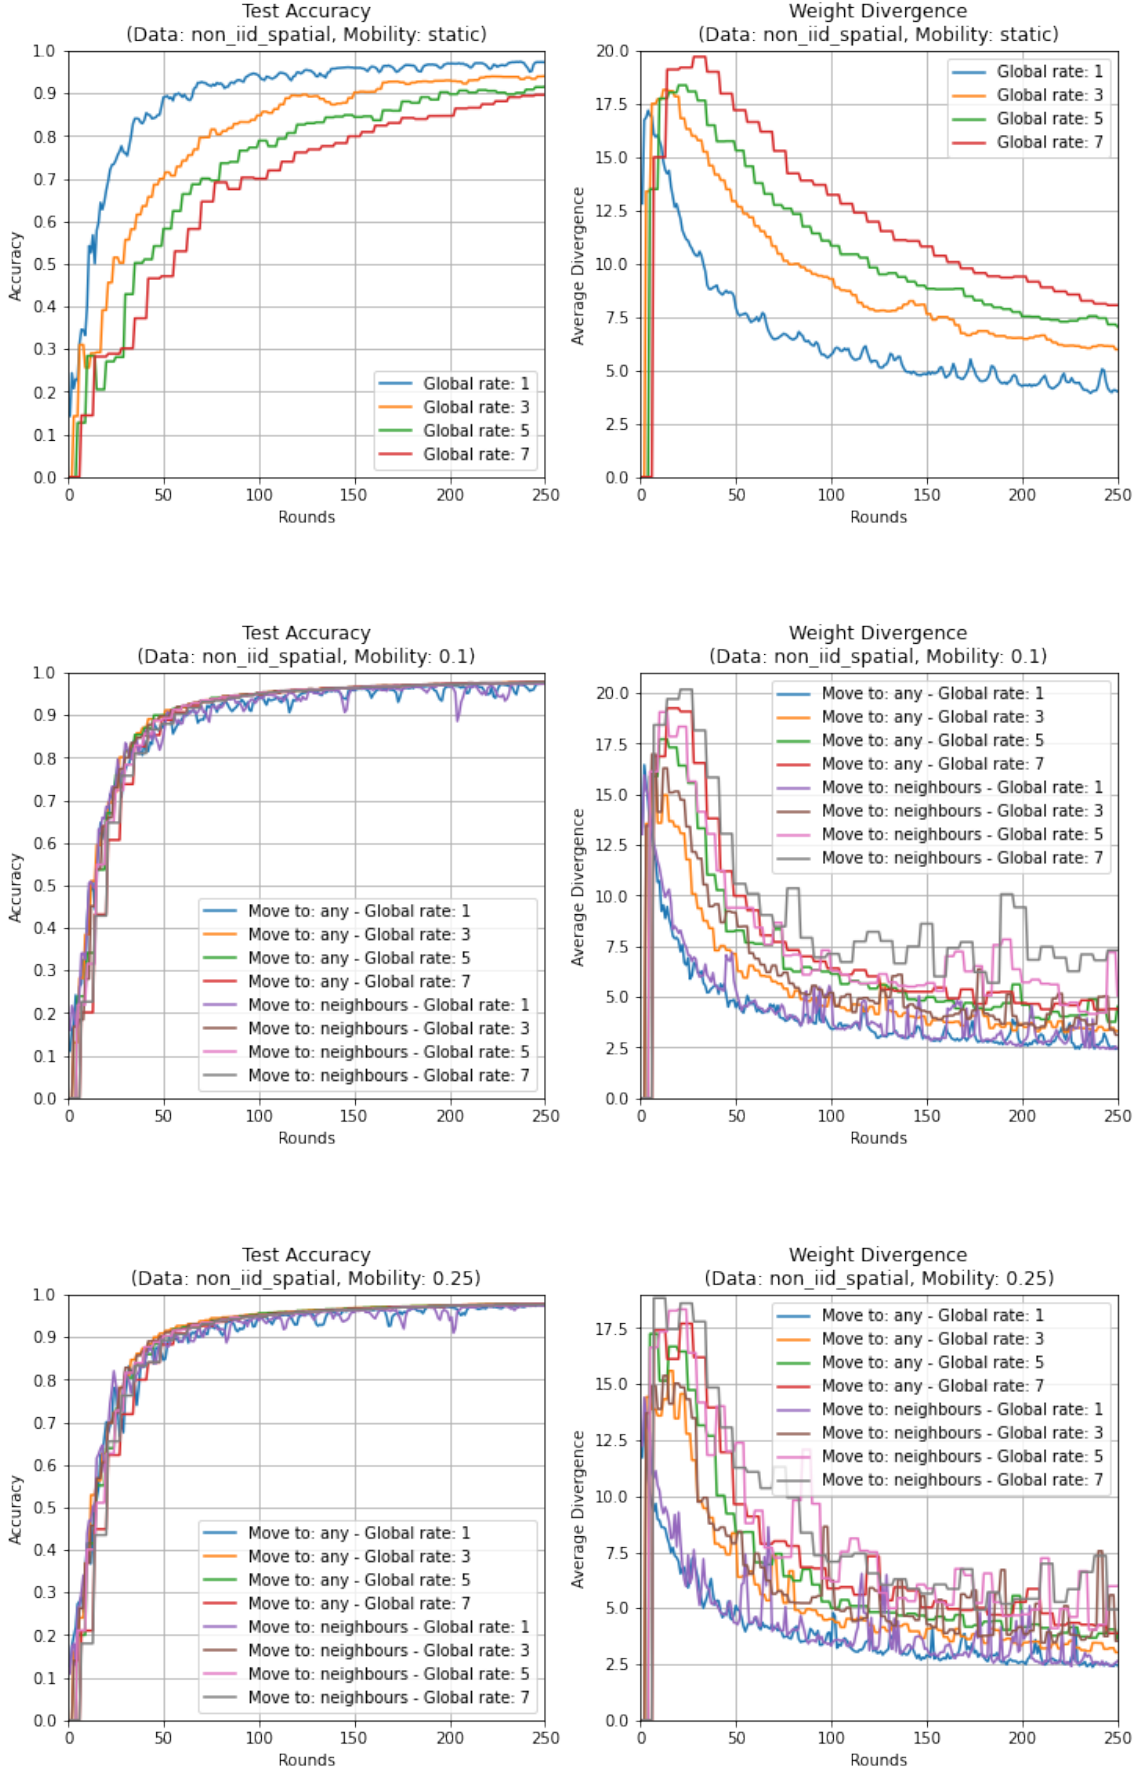 Test Accuracy
(Data: non_iid_spatial, Mobility: static)
1.0
0.9
0.8
0.7
0.6
0.5
0.4
0.3
0.2
0.1
0.0
Accuracy
0
50
100
150
200
250
Rounds
Global rate: 1
Global rate: 3
Global rate: 5
Global rate: 7
Weight Divergence
(Data: non_iid_spatial, Mobility: static)
20.0
17.5
15.0
12.5
10.0
7.5
5.0
2.5
0.0
Average Divergence
0
50
100
150
200
250
Rounds
Global rate: 1
Global rate: 3
Global rate: 5
Global rate: 7
Test Accuracy
(Data: non_iid_spatial, Mobility: 0.1)
1.0
0.9
0.8
0.7
0.6
0.5
0.4
0.3
0.2
0.1
0.0
Accuracy
0
50
100
150
200
250
Rounds
Move to: any - Global rate: 1
Move to: any - Global rate: 3
Move to: any - Global rate: 5
Move to: any - Global rate: 7
Move to: neighbours - Global rate: 1
Move to: neighbours - Global rate: 3
Move to: neighbours - Global rate: 5
Move to: neighbours - Global rate: 7
Weight Divergence
(Data: non_iid_spatial, Mobility: 0.1)
20.0
17.5
15.0
12.5
10.0
7.5
5.0
2.5
0.0
Average Divergence
0
50
100
150
200
250
Rounds
Move to: any - Global rate: 1
Move to: any - Global rate: 3
Move to: any - Global rate: 5
Move to: any - Global rate: 7
Move to: neighbours - Global rate: 1
Move to: neighbours - Global rate: 3
Move to: neighbours - Global rate: 5
Move to: neighbours - Global rate: 7
Test Accuracy
(Data: non_iid_spatial, Mobility: 0.25)
1.0
0.9
0.8
0.7
0.6
0.5
0.4
0.3
0.2
0.1
0.0
Accuracy
0
50
100
150
200
250
Rounds
Move to: any - Global rate: 1
Move to: any - Global rate: 3
Move to: any - Global rate: 5
Move to: any - Global rate: 7
Move to: neighbours - Global rate: 1
Move to: neighbours - Global rate: 3
Move to: neighbours - Global rate: 5
Move to: neighbours - Global rate: 7
Weight Divergence
(Data: non_iid_spatial, Mobility: 0.25)
17.5
15.0
12.5
10.0
7.5
5.0
2.5
0.0
Average Divergence
0
50
100
150
200
250
Rounds
Move to: any - Global rate: 1
Move to: any - Global rate: 3
Move to: any - Global rate: 5
Move to: any - Global rate: 7
Move to: neighbours - Global rate: 1
Move to: neighbours - Global rate: 3
Move to: neighbours - Global rate: 5
Move to: neighbours - Global rate: 7